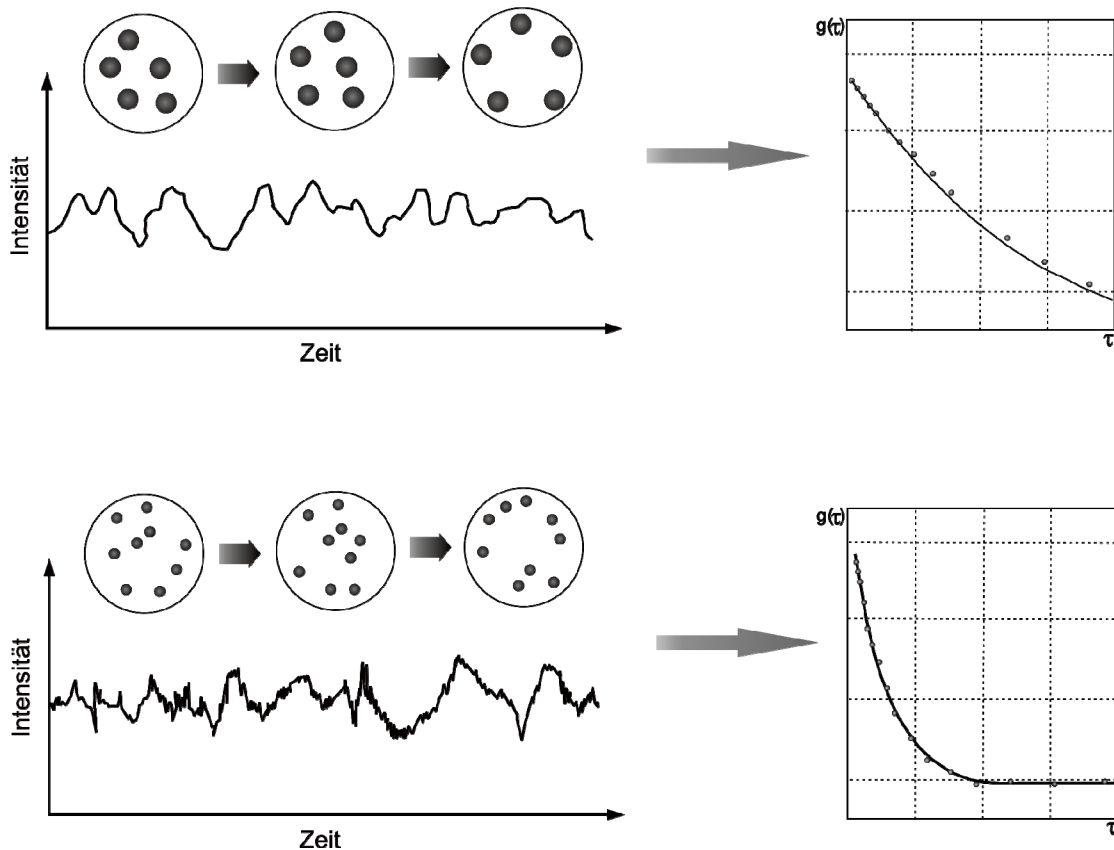 g(τ)
Intensität
Zeit
τ
g(τ)
Intensität
Zeit
τ